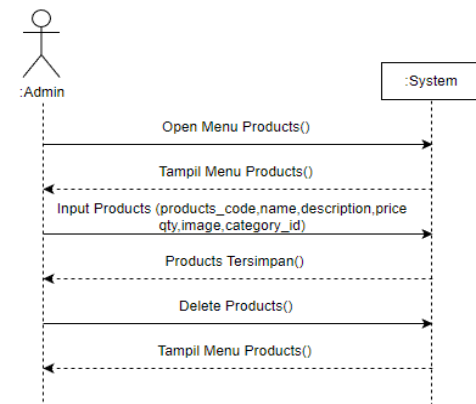 :Admin
:System
Open Menu Products()
Tampil Menu Products()
Input Products (products_code,name,description,price
qty,image,category_id)
Products Tersimpan()
Delete Products()
Tampil Menu Products()